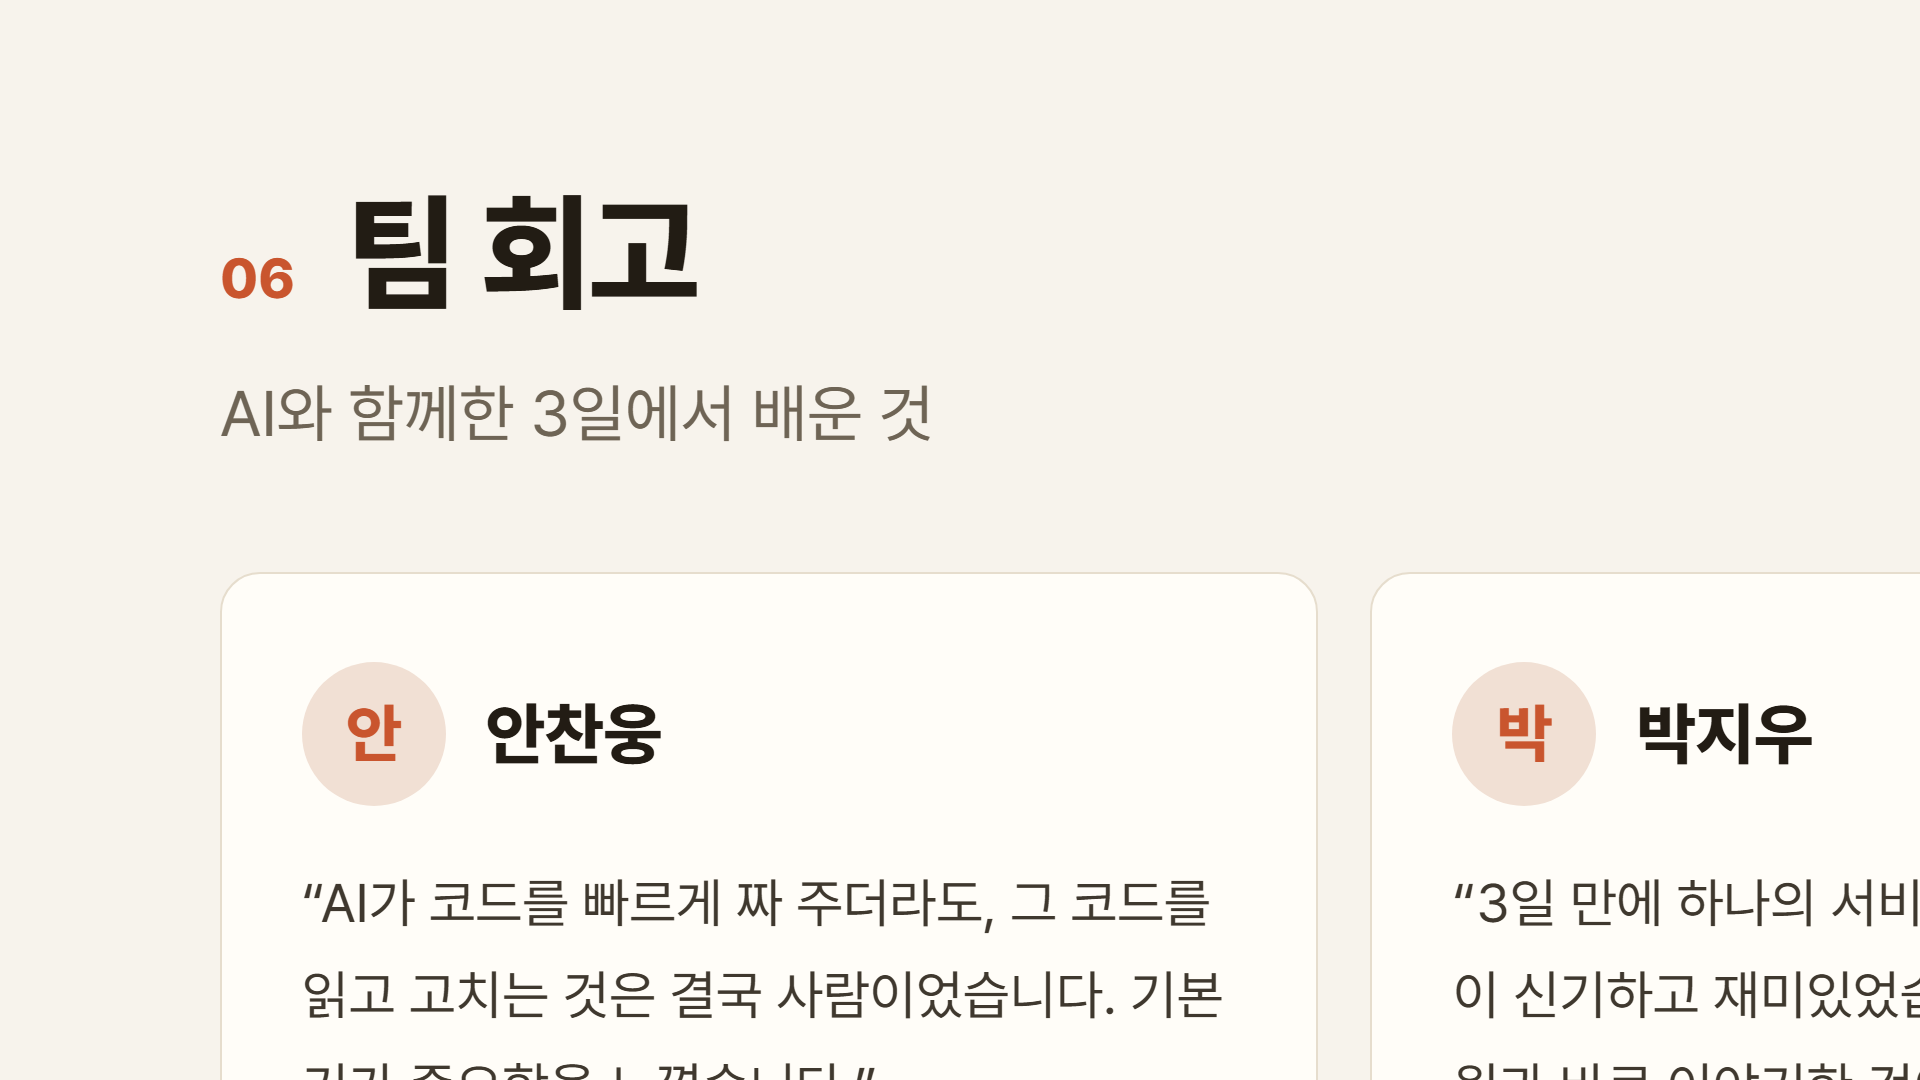 06 팀 회고
AI와 함께한 3일에서 배운 것
안 안찬웅
“AI가 코드를 빠르게 짜 주더라도, 그 코드를
읽고 고치는 것은 결국 사람이었습니다. 기본
박 박지우
“3일 만에 하나의 서비
이 신기하고 재미있었습